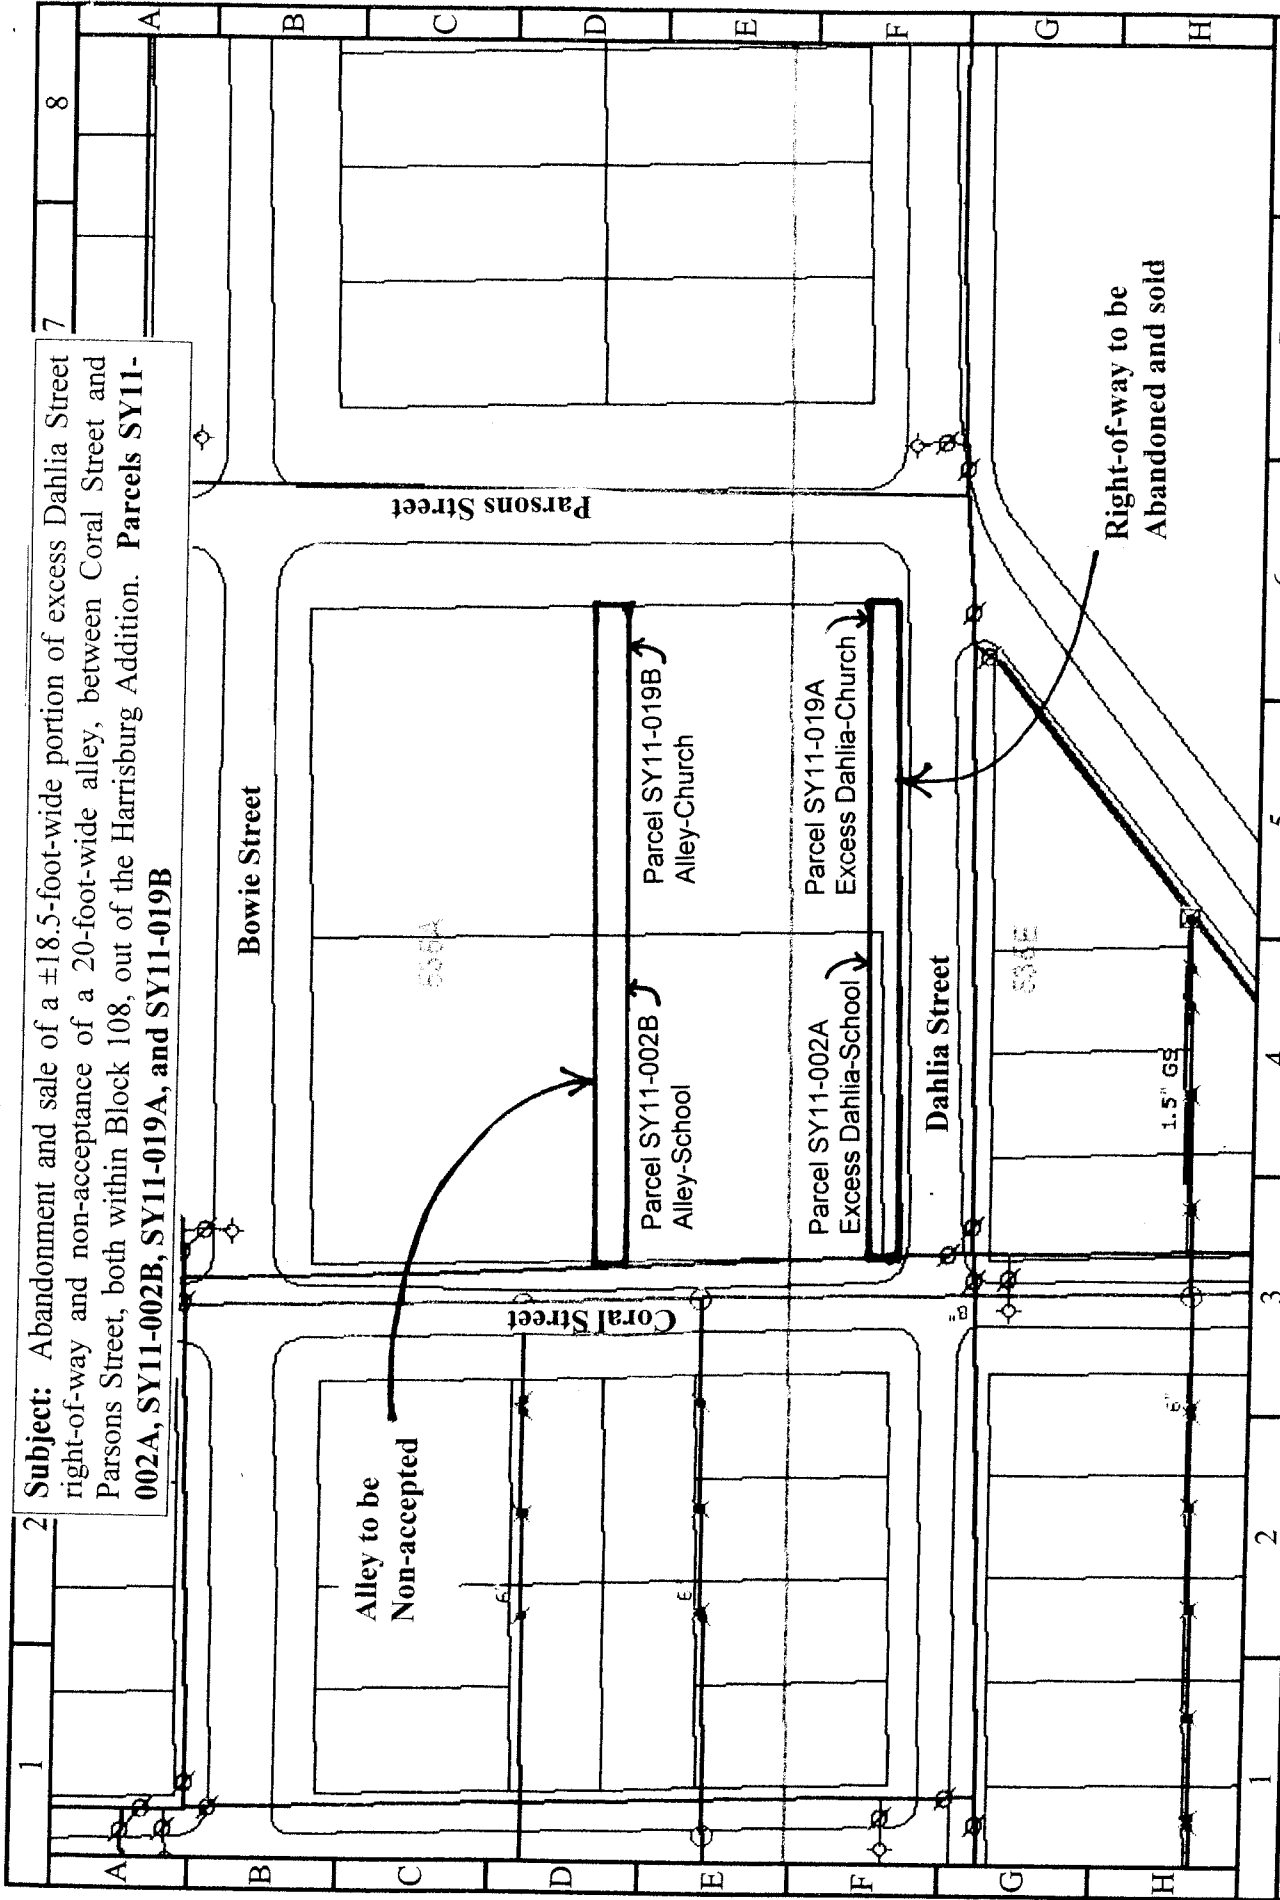 1
2
7
8
Subject: Abandonment and sale of a ±18.5-foot-wide portion of excess Dahlia Street
right-of-way and non-acceptance of a 20-foot-wide alley, between Coral Street and
Parsons Street, both within Block 108, out of the Harrisburg Addition. Parcels SY11-
002A, SY11-002B, SY11-019A, and SY11-019B
A
B
C
D
E
F
G
H
A
B
C
D
E
F
G
H
Bowie Street
Parsons Street
Coral Street
Dahlia Street
Alley to be
Non-accepted
Parcel SY11-002B
Alley-School
Parcel SY11-019B
Alley-Church
Parcel SY11-002A
Excess Dahlia-School
Parcel SY11-019A
Excess Dahlia-Church
Right-of-way to be
Abandoned and sold
6"
8"
6"
1.5" GS
1
2
3
4
5